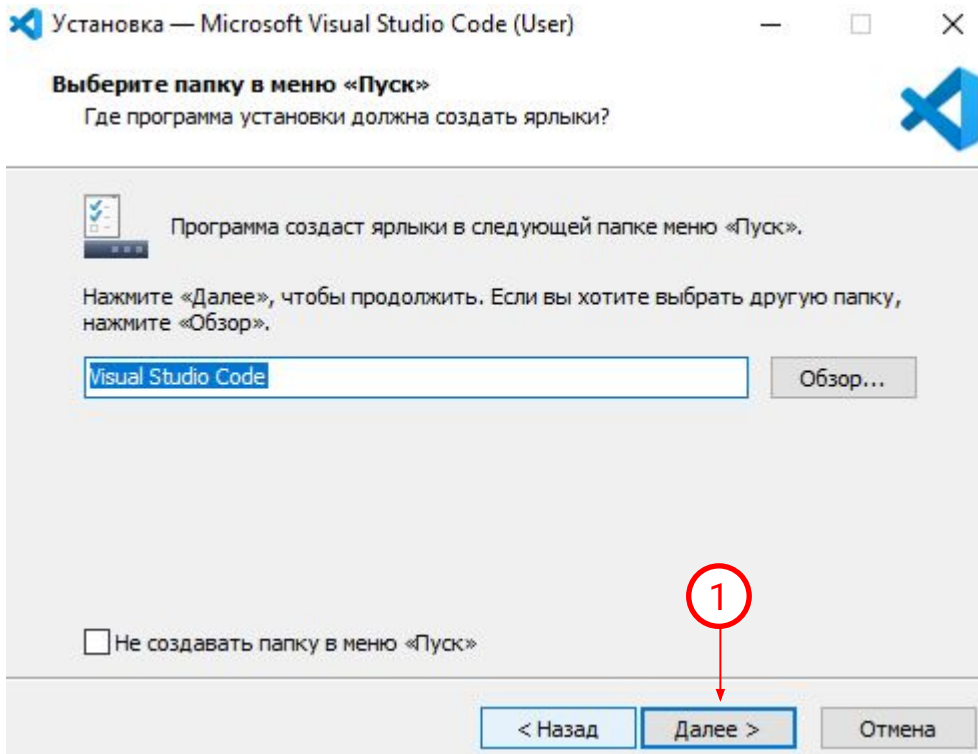 Установка — Microsoft Visual Studio Code (User)
Выберите папку в меню «Пуск»
Где программа установки должна создать ярлыки?
Программа создаст ярлыки в следующей папке меню «Пуск».
Нажмите «Далее», чтобы продолжить. Если вы хотите выбрать другую папку,
нажмите «Обзор».
Visual Studio Code
Обзор...
1
Не создавать папку в меню «Пуск»
< Назад
Далее >
Отмена